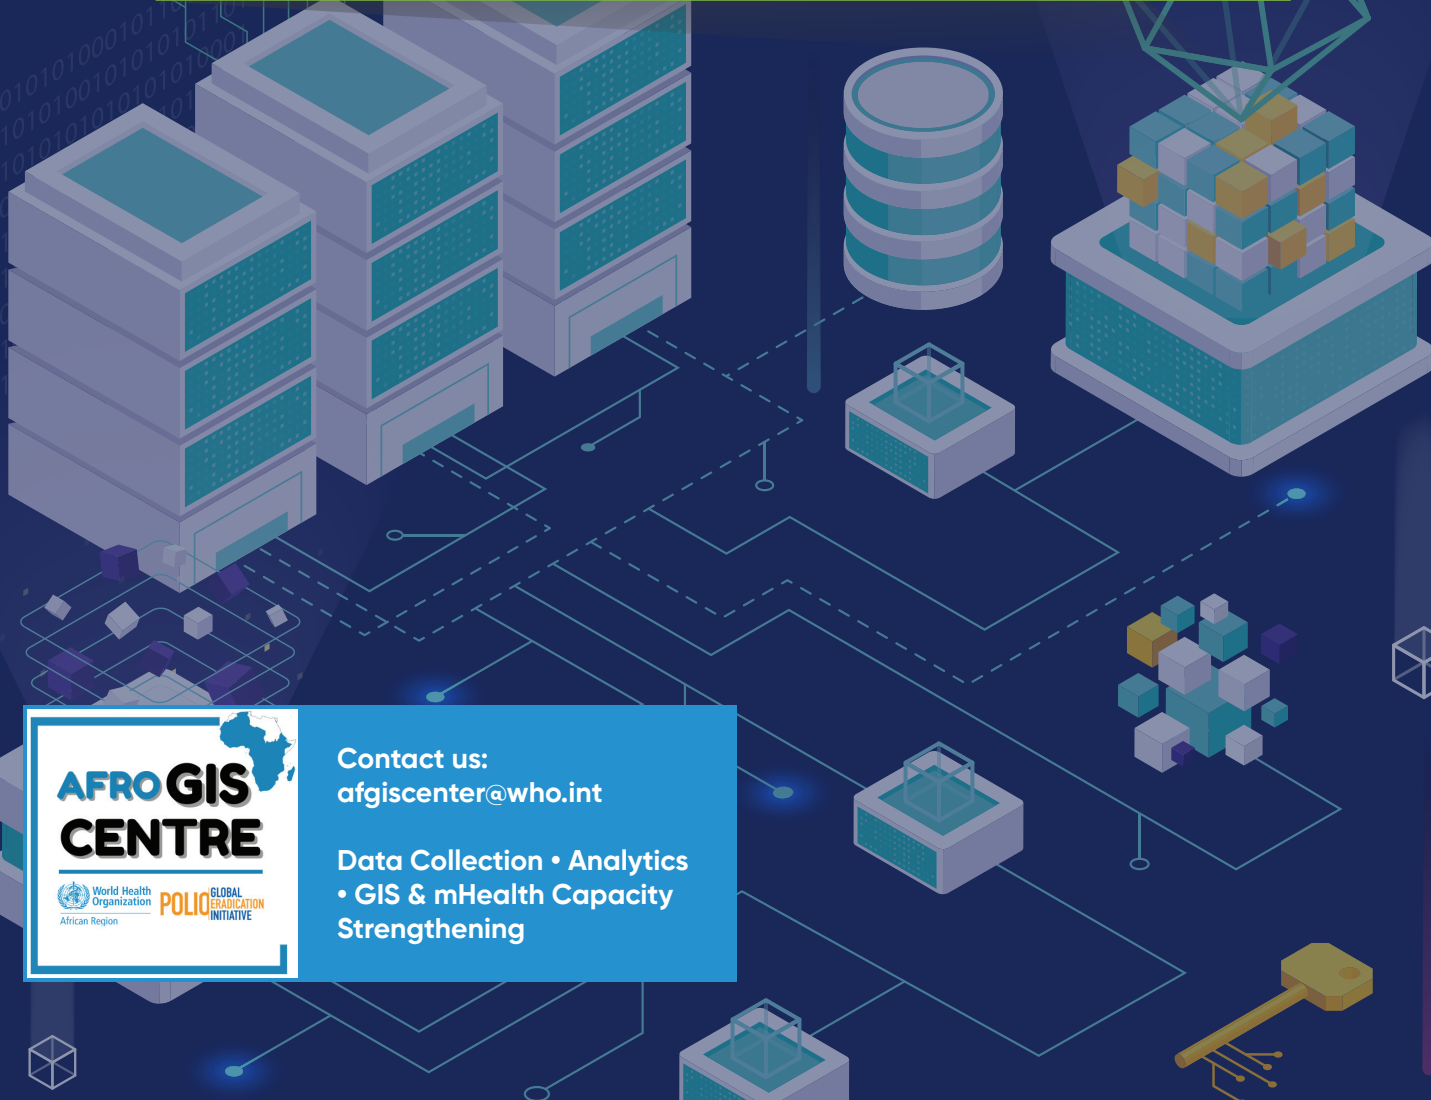 Contact us:
afgiscenter@who.int
Data Collection • Analytics
• GIS & mHealth Capacity
Strengthening
AFRO GIS
CENTRE
World Health
Organization
African Region
POLIO GLOBAL
ERADICATION
INITIATIVE